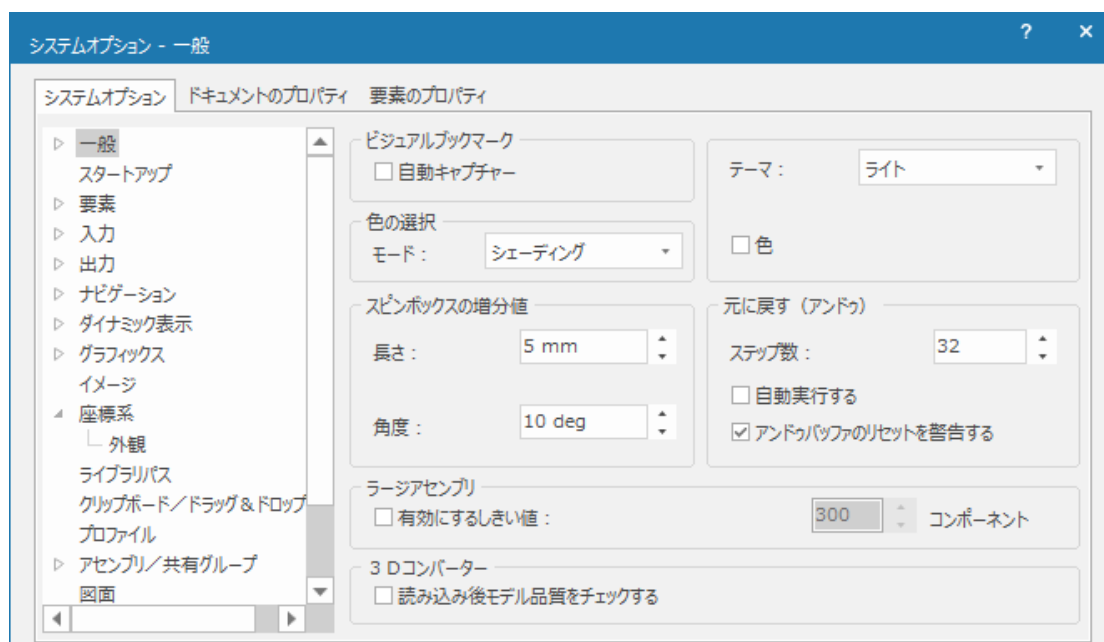 システムオプション - 一般
? ×
システムオプション ドキュメントのプロパティ 要素のプロパティ
一般
スタートアップ
要素
入力
出力
ナビゲーション
ダイナミック表示
グラフィックス
イメージ
座標系
外観
ライブラリパス
クリップボード／ドラッグ＆ドロップ
プロファイル
アセンブリ／共有グループ
図面
ビジュアルブックマーク
自動キャプチャー
色の選択
モード： シェーディング
スピンボックスの増分値
長さ： 5 mm
角度： 10 deg
テーマ： ライト
色
元に戻す（アンドゥ）
ステップ数： 32
自動実行する
アンドゥバッファのリセットを警告する
ラージアセンブリ
有効にするしきい値： 300 コンポーネント
３Ｄコンバーター
読み込み後モデル品質をチェックする